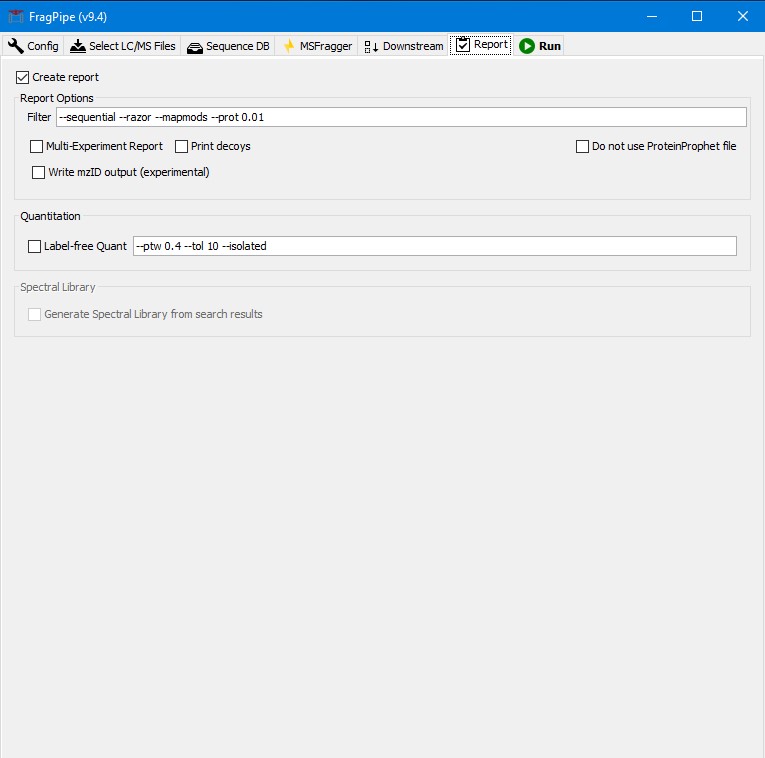 FragPipe (v9.4)
Config Select LC/MS Files Sequence DB MSFragger Downstream Report Run
Create report
Report Options
Filter --sequential --razor --mapmods --prot 0.01
Multi-Experiment Report Print decoys Do not use ProteinProphet file
Write mzID output (experimental)
Quantitation
Label-free Quant --ptw 0.4 --tol 10 --isolated
Spectral Library
Generate Spectral Library from search results